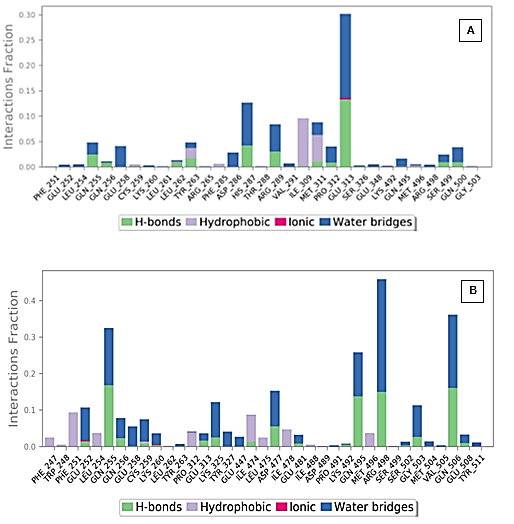 A
Interactions Fraction
0.30
0.25
0.20
0.15
0.10
0.05
0.00
PHE_251 GLU_252 LEU_254 GLN_255 GLN_256 GLU_258 CYS_259 LYS_260 LEU_261 LEU_262 TYR_263 ARG_265 PHE_285 ASP_286 HIS_287 THR_288 ARG_289 VAL_291 ILE_309 MET_311 PRO_312 GLU_313 SER_326 GLU_348 LYS_492 GLN_495 MET_496 ARG_498 SER_499 GLN_500 GLY_503
H-bonds Hydrophobic Ionic Water bridges
B
Interactions Fraction
0.4
0.3
0.2
0.1
0.0
PHE_247 TRP_248 PHE_251 GLU_252 LEU_254 GLN_255 GLN_256 GLU_258 CYS_259 LYS_260 LEU_262 TYR_263 PRO_312 GLU_313 LYS_325 TYR_327 GLU_447 ILE_474 LEU_475 ASP_477 ILE_478 GLU_481 ILE_488 ASP_489 PRO_491 LYS_492 GLN_495 MET_496 ARG_498 SER_499 SER_502 GLY_503 MET_504 VAL_505 GLN_506 GLU_508 TYR_511
H-bonds Hydrophobic Ionic Water bridges